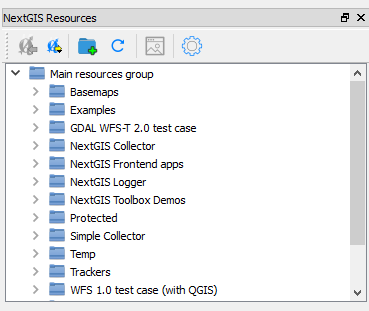 NextGIS Resources
Main resources group
Basemaps
Examples
GDAL WFS-T 2.0 test case
NextGIS Collector
NextGIS Frontend apps
NextGIS Logger
NextGIS Toolbox Demos
Protected
Simple Collector
Temp
Trackers
WFS 1.0 test case (with QGIS)